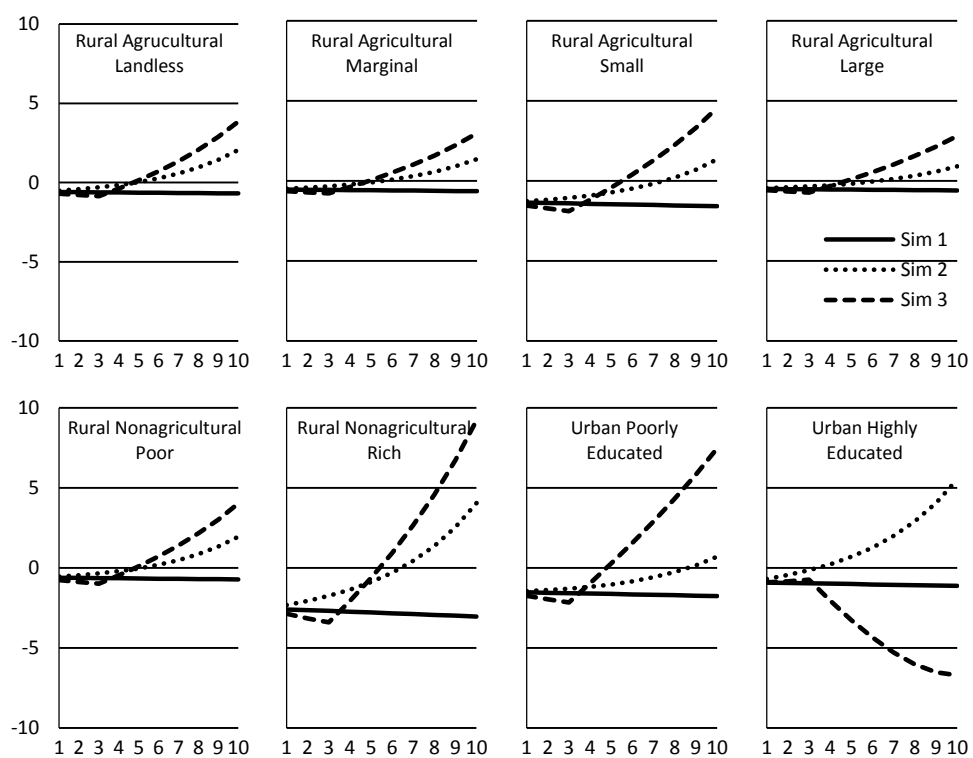 10
5
0
-5
-10
Rural Agrucultural
Landless
1 2 3 4 5 6 7 8 9 10
Rural Agricultural
Marginal
1 2 3 4 5 6 7 8 9 10
Rural Agricultural
Small
1 2 3 4 5 6 7 8 9 10
Rural Agricultural
Large
Sim 1
Sim 2
Sim 3
1 2 3 4 5 6 7 8 9 10
10
5
0
-5
-10
Rural Nonagricultural
Poor
1 2 3 4 5 6 7 8 9 10
Rural Nonagricultural
Rich
1 2 3 4 5 6 7 8 9 10
Urban Poorly
Educated
1 2 3 4 5 6 7 8 9 10
Urban Highly
Educated
1 2 3 4 5 6 7 8 9 10